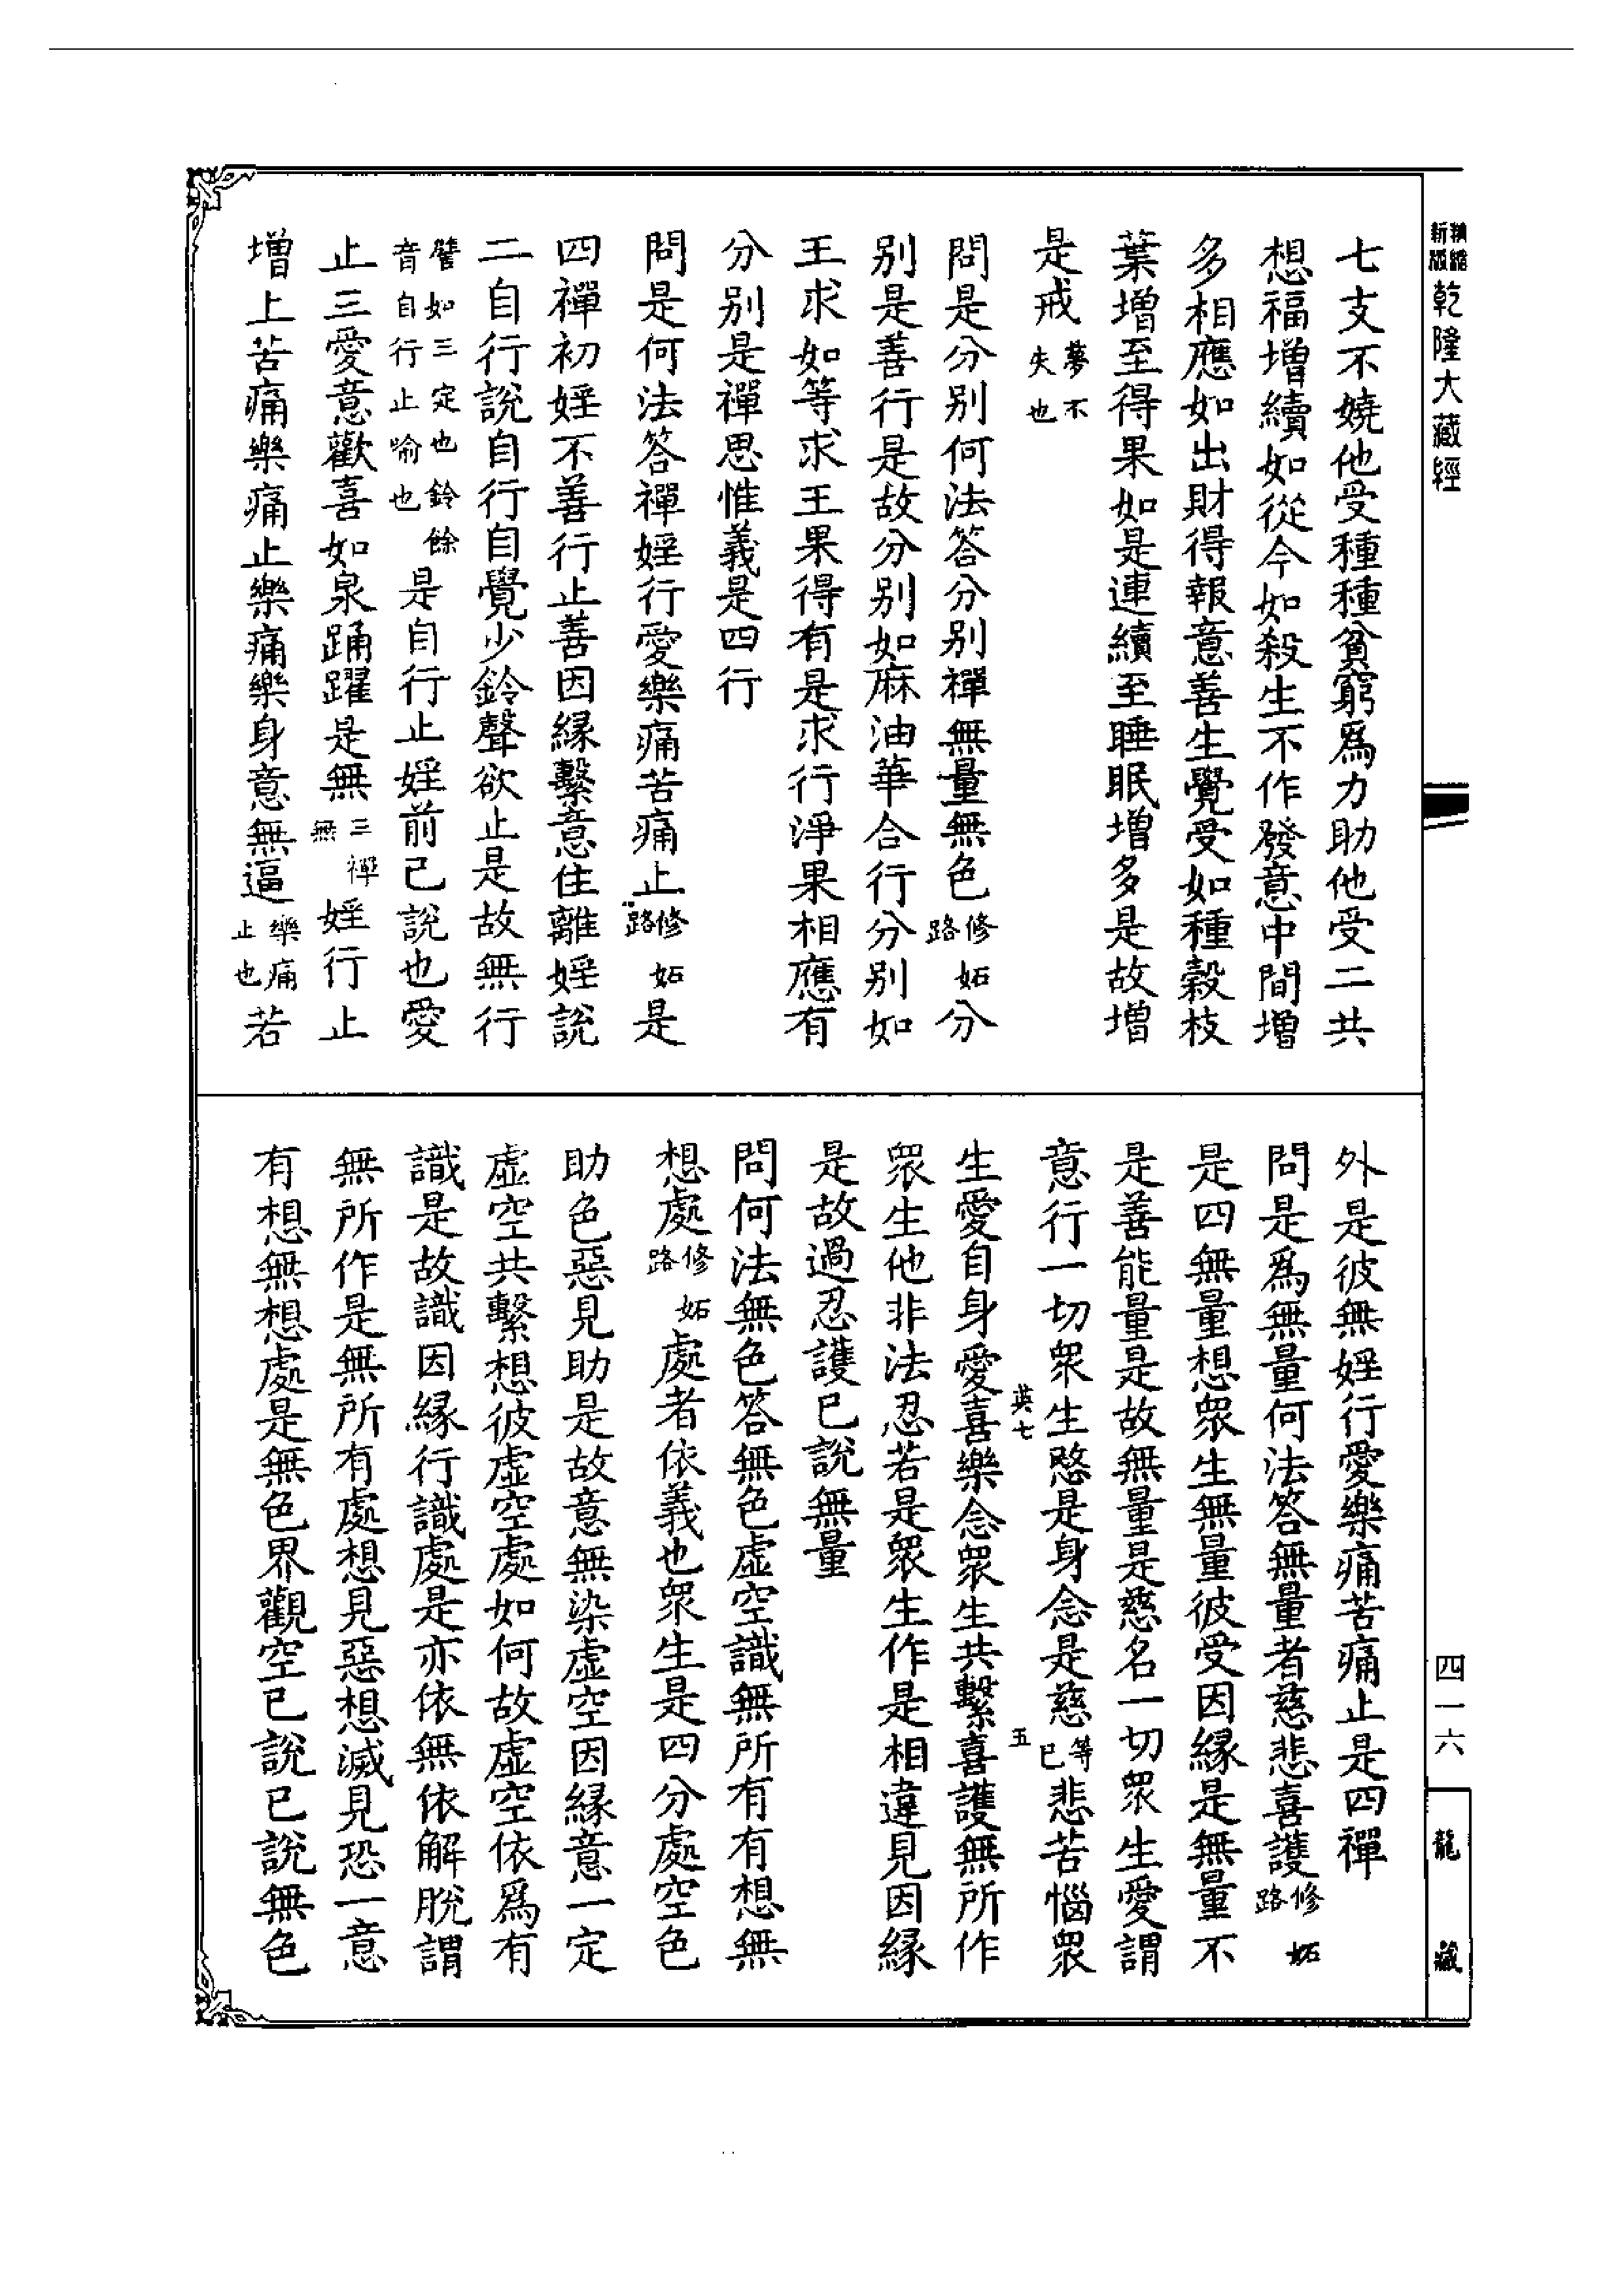 精縮新版乾隆大藏經
七支不嬈他受種種貧窮爲力助他受二共
想福增續如從今如殺生不作發意中間增
多相應如出財得報意善生覺受如種穀枝
葉增至得果如是連續至睡眠增多是故增
是戒夢不失也
問是分别何法答分别禪無量無色修妬路分
别是善行是故分别如麻油華合行分别如
王求如等求王果得有是求行淨果相應有
分别是禪思惟義是四行
問是何法答禪婬行愛樂痛苦痛止修妬路是
四禪初婬不善行止善因緣繫意住離婬說
二自行說自行自覺少鈴聲欲止是故無行
譬如三定也鈴餘音自行止喻也是自行止婬前已說也愛
止三愛意歡喜如泉踊躍是無三禪無婬行止
增上苦痛樂痛止樂痛樂身意無逼樂痛止也若
外是彼無婬行愛樂痛苦痛止是四禪
問是爲無量何法答無量者慈悲喜護修妬路
是四無量想衆生無量彼受因緣是無量不
是善能量是故無量是慈名一切衆生愛謂
意行一切衆生愍是身念是慈等已悲苦惱衆
英七 五
生愛自身愛喜樂念衆生共繫喜護無所作
衆生他非法忍若是衆生作是相違見因緣
是故過忍護已說無量
問何法無色答無色虛空識無所有有想無
想處修妬路處者依義也衆生是四分處空色
助色惡見助是故意無染虛空因緣意一定
虛空共繫想彼虛空處如何故虛空依爲有
識是故識因緣行識處是亦依無依解脫謂
無所作是無所有處想見惡想滅見恐一意
有想無想處是無色界觀空已說已說無色
四一六
龍藏